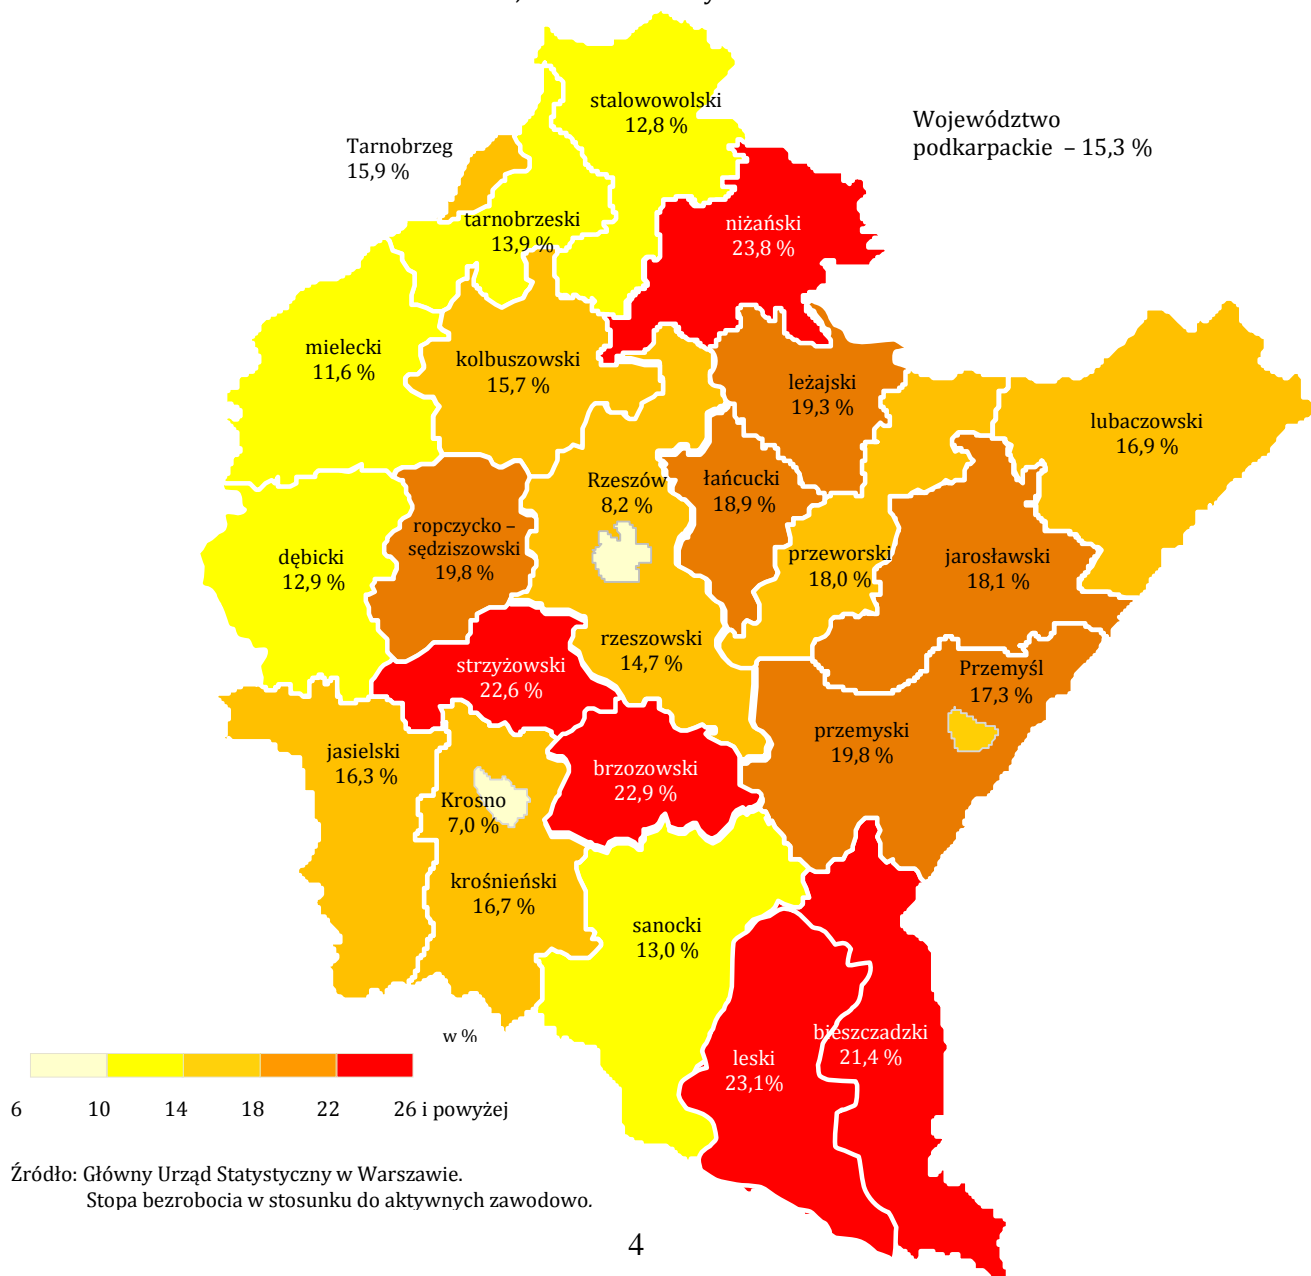 stalowowolski
12,8 %
Województwo
podkarpackie – 15,3 %
Tarnobrzeg
15,9 %
tarnobrzeski
13,9 %
niżański
23,8 %
mielecki
11,6 %
kolbuszowski
15,7 %
leżajski
19,3 %
lubaczowski
16,9 %
Rzeszów
8,2 %
łańcucki
18,9 %
ropczycko –
sędziszowski
19,8 %
dębicki
12,9 %
przeworski
18,0 %
jarosławski
18,1 %
rzeszowski
14,7 %
strzyżowski
22,6 %
Przemyśl
17,3 %
przemyski
19,8 %
jasielski
16,3 %
brzozowski
22,9 %
Krosno
7,0 %
krośnieński
16,7 %
sanocki
13,0 %
bieszczadzki
21,4 %
leski
23,1%
w %
6 10 14 18 22 26 i powyżej
Źródło: Główny Urząd Statystyczny w Warszawie.
Stopa bezrobocia w stosunku do aktywnych zawodowo.
4